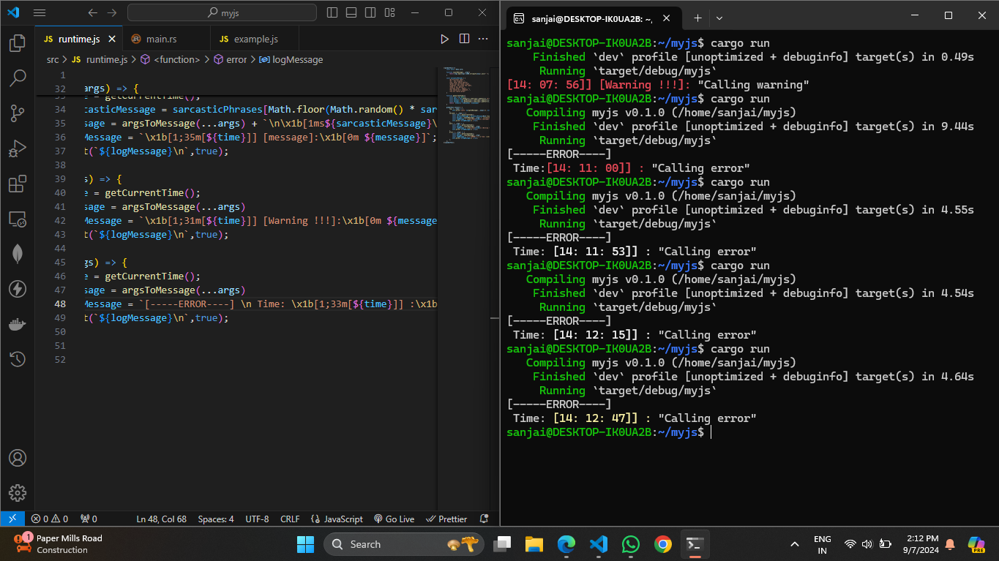 myjs
runtime.js
main.rs
example.js
src > runtime.js > <function> > error > logMessage
1
32 args) => {
33 e = getCurrentTime();
34 casticMessage = sarcasticPhrases[Math.floor(Math.random() * sar
35 sage = argsToMessage(...args) + `\n\x1b[1ms${sarcasticMessage}\
36 Message = `\x1b[1;35m[${time}]] [message]:\x1b[0m ${message}]`;
37 t(`${logMessage}\n`,true);
38
39 s) => {
40 e = getCurrentTime();
41 sage = argsToMessage(...args)
42 Message = `\x1b[1;31m[${time}]] [Warning !!!]:\x1b[0m ${message
43 t(`${logMessage}\n`,true);
44
45 gs) => {
46 e = getCurrentTime();
47 sage = argsToMessage(...args)
48 Message = `[-----ERROR----] \n Time: \x1b[1;33m[${time}]] :\x1b
49 t(`${logMessage}\n`,true);
50
51
52
0 0 0
Ln 48, Col 68 Spaces: 4 UTF-8 CRLF JavaScript Go Live Prettier
sanjai@DESKTOP-IK0UA2B: ~,
sanjai@DESKTOP-IK0UA2B:~/myjs$ cargo run
Finished `dev` profile [unoptimized + debuginfo] target(s) in 0.49s
Running `target/debug/myjs`
[14: 07: 56]] [Warning !!!]: "Calling warning"
sanjai@DESKTOP-IK0UA2B:~/myjs$ cargo run
Compiling myjs v0.1.0 (/home/sanjai/myjs)
Finished `dev` profile [unoptimized + debuginfo] target(s) in 9.44s
Running `target/debug/myjs`
[-----ERROR----]
Time:[14: 11: 00]] : "Calling error"
sanjai@DESKTOP-IK0UA2B:~/myjs$ cargo run
Compiling myjs v0.1.0 (/home/sanjai/myjs)
Finished `dev` profile [unoptimized + debuginfo] target(s) in 4.55s
Running `target/debug/myjs`
[-----ERROR----]
Time: [14: 11: 53]] : "Calling error"
sanjai@DESKTOP-IK0UA2B:~/myjs$ cargo run
Compiling myjs v0.1.0 (/home/sanjai/myjs)
Finished `dev` profile [unoptimized + debuginfo] target(s) in 4.54s
Running `target/debug/myjs`
[-----ERROR----]
Time: [14: 12: 15]] : "Calling error"
sanjai@DESKTOP-IK0UA2B:~/myjs$ cargo run
Compiling myjs v0.1.0 (/home/sanjai/myjs)
Finished `dev` profile [unoptimized + debuginfo] target(s) in 4.64s
Running `target/debug/myjs`
[-----ERROR----]
Time: [14: 12: 47]] : "Calling error"
sanjai@DESKTOP-IK0UA2B:~/myjs$
1
Paper Mills Road
Construction
Search
ENG
IN
2:12 PM
9/7/2024
PRE